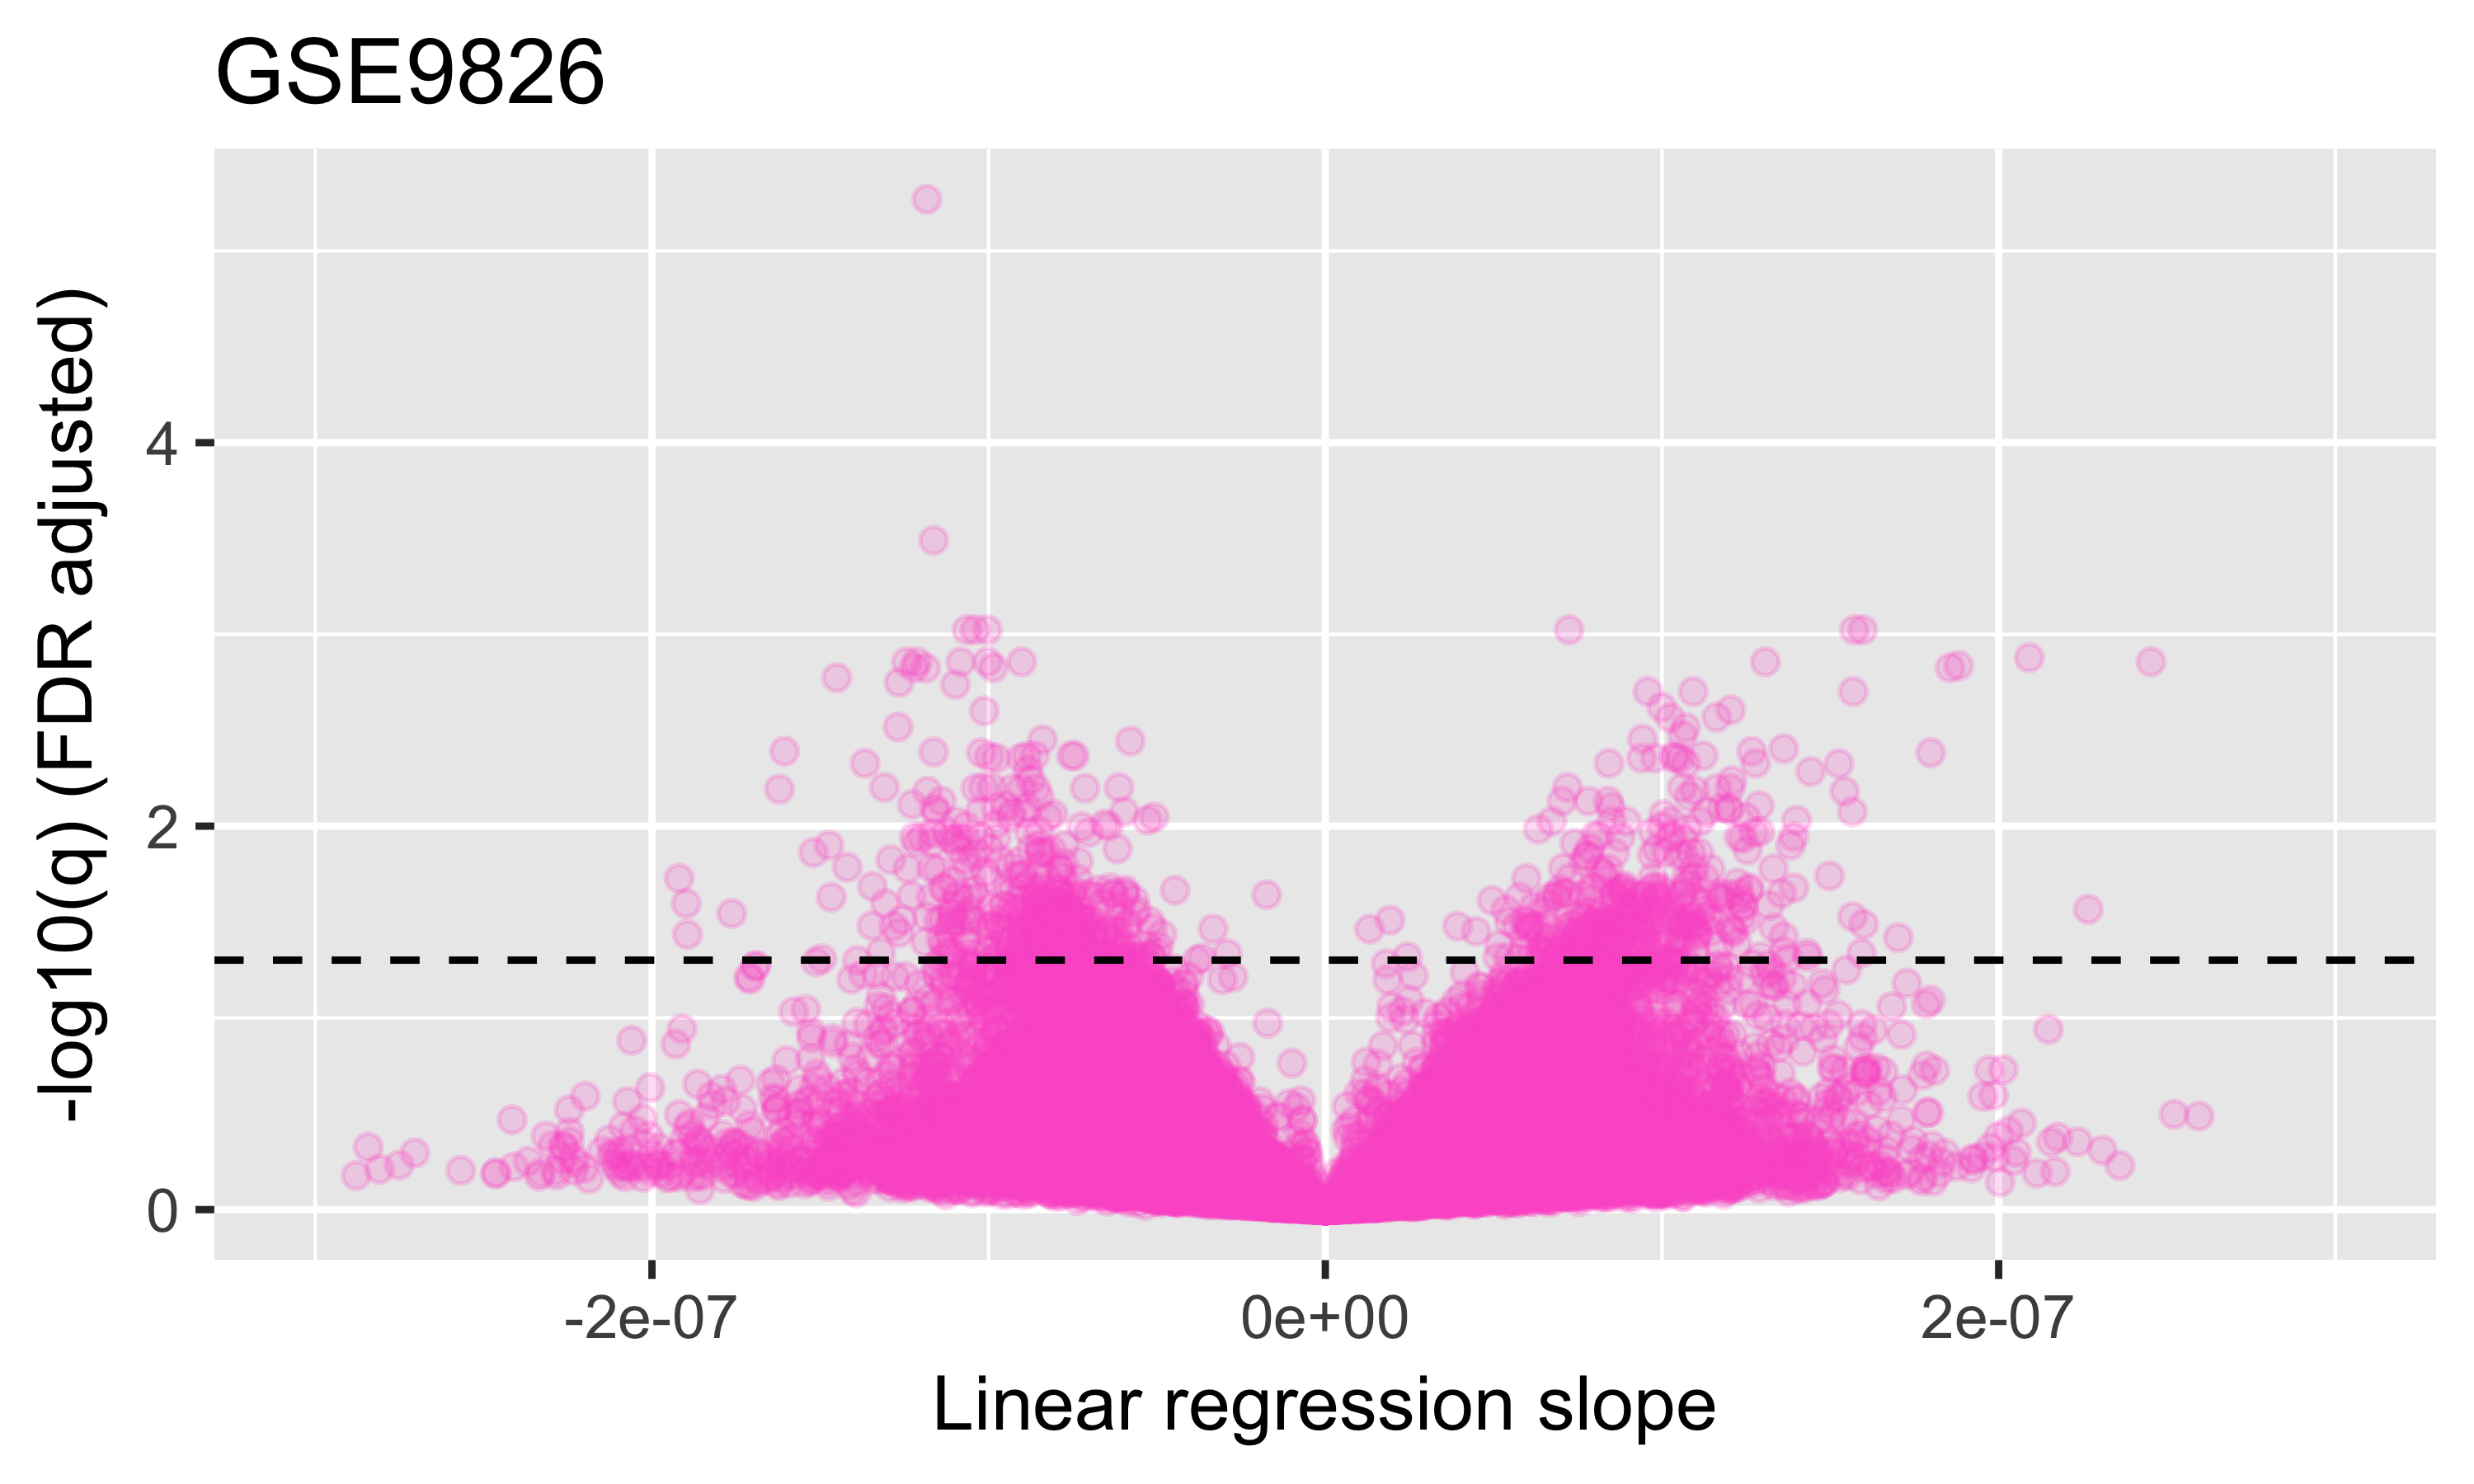 GSE9826
-log10(q) (FDR adjusted)
4
2
0
-2e-07
0e+00
2e-07
Linear regression slope